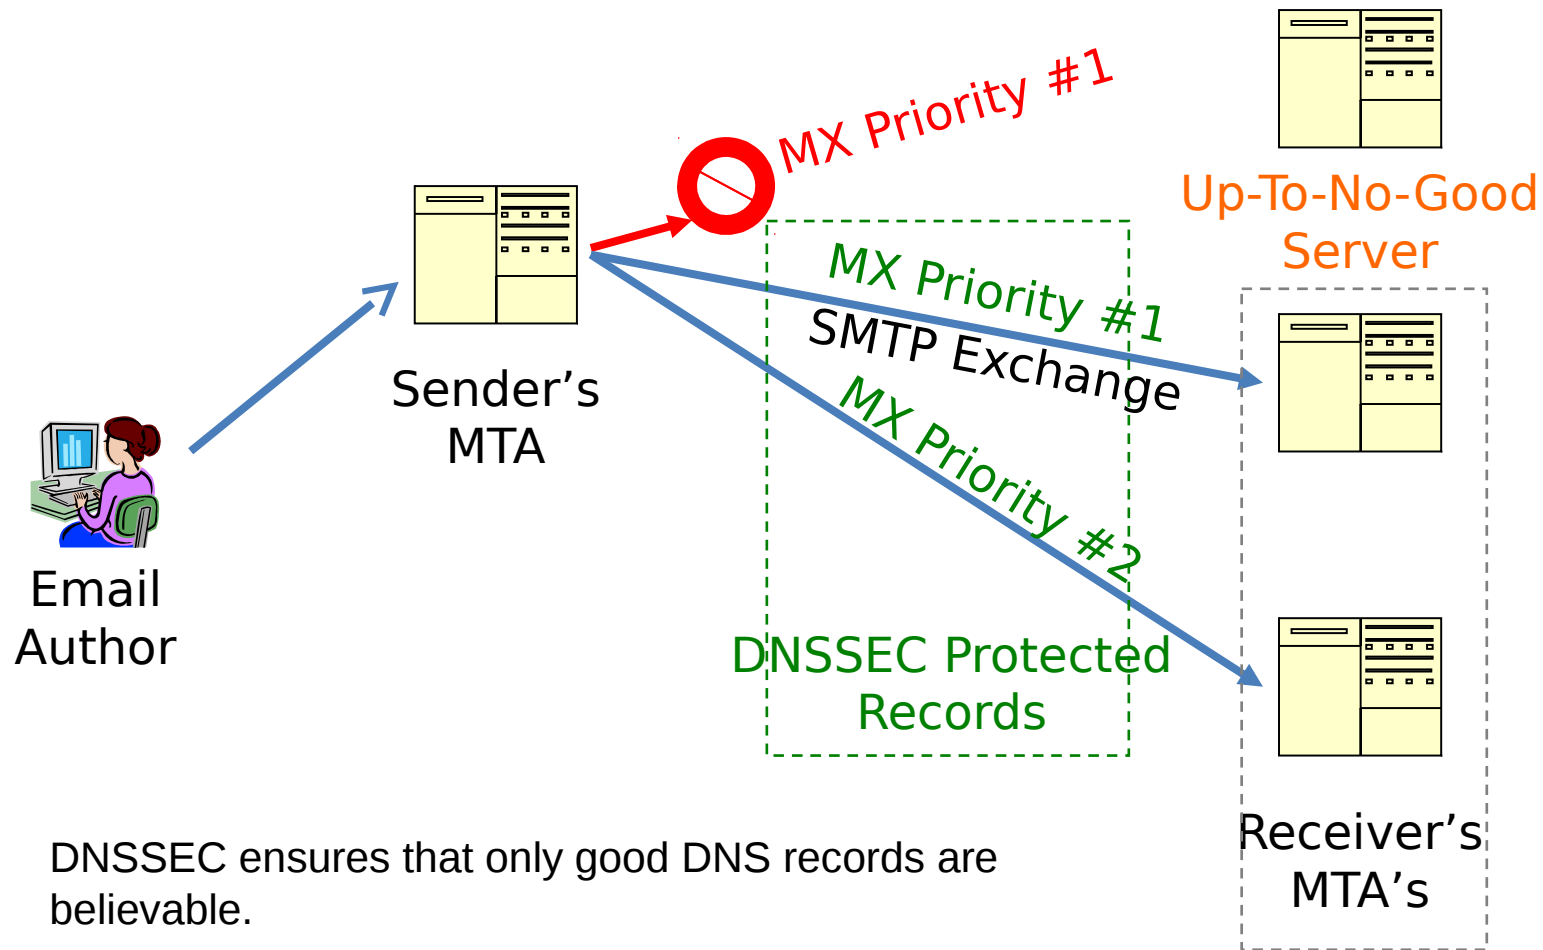 MX Priority #1
Up-To-No-Good
Server
MX Priority #1
SMTP Exchange
Sender’s
MTA
MX Priority #2
Email
Author
DNSSEC Protected
Records
Receiver’s
MTA’s
DNSSEC ensures that only good DNS records are
believable.